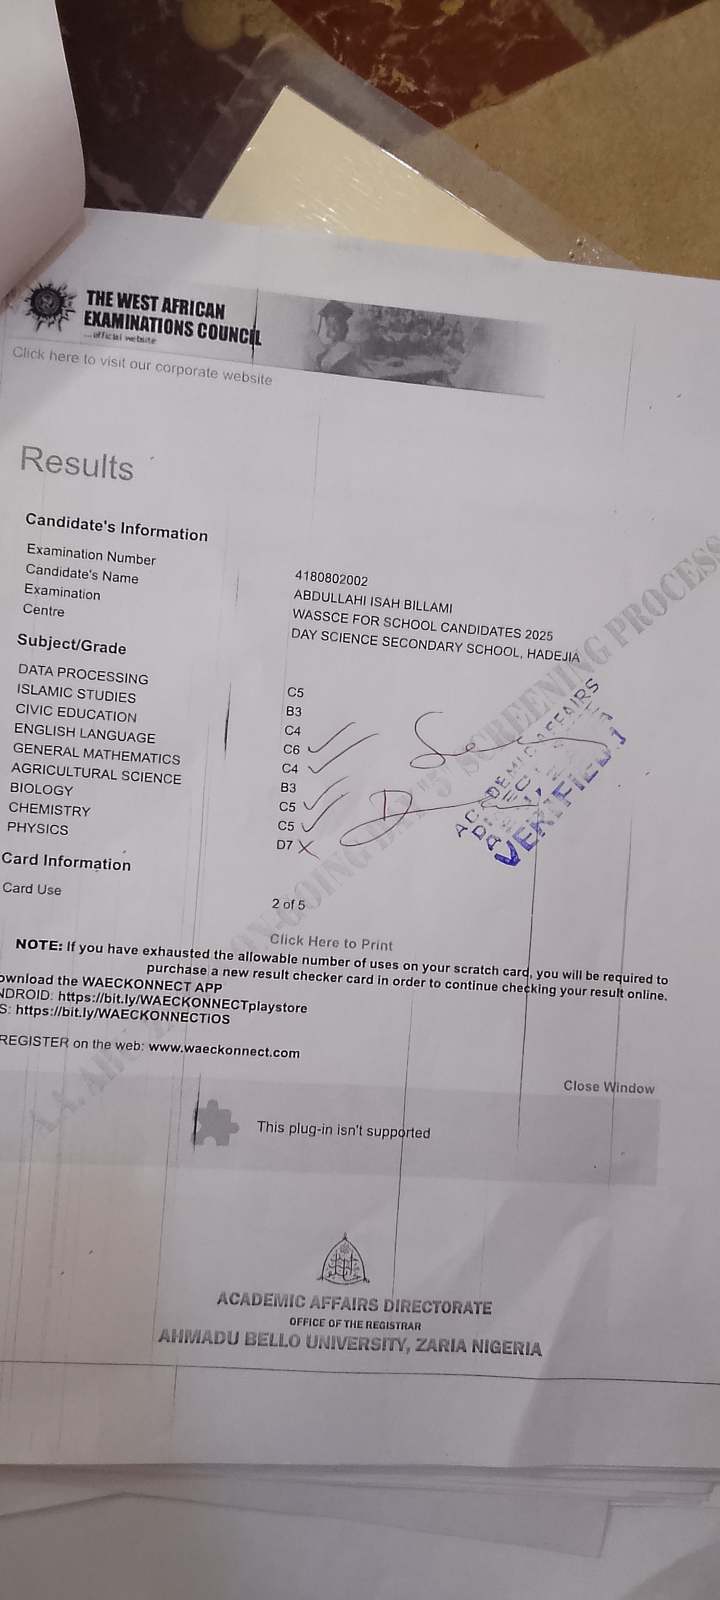 THE WEST AFRICAN
EXAMINATIONS COUNCIL
...official website
Click here to visit our corporate website
Results
Candidate's Information
Examination Number 4180802002
Candidate's Name ABDULLAHI ISAH BILLAMI
Examination WASSCE FOR SCHOOL CANDIDATES 2025
Centre DAY SCIENCE SECONDARY SCHOOL, HADEJIA
Subject/Grade
DATA PROCESSING C5
ISLAMIC STUDIES B3
CIVIC EDUCATION C4
ENGLISH LANGUAGE C6
GENERAL MATHEMATICS C4
AGRICULTURAL SCIENCE B3
BIOLOGY C5
CHEMISTRY C5
PHYSICS D7
ACADEMIC AFFAIRS
VERIFIED
SCREENING PROCESS
Card Information
Card Use 2 of 5
Click Here to Print
NOTE: If you have exhausted the allowable number of uses on your scratch card, you will be required to
purchase a new result checker card in order to continue checking your result online.
ownload the WAECKONNECT APP
NDROID: https://bit.ly/WAECKONNECTplaystore
S: https://bit.ly/WAECKONNECTiOS
REGISTER on the web: www.waeckonnect.com
Close Window
This plug-in isn't supported
ACADEMIC AFFAIRS DIRECTORATE
OFFICE OF THE REGISTRAR
AHMADU BELLO UNIVERSITY, ZARIA NIGERIA